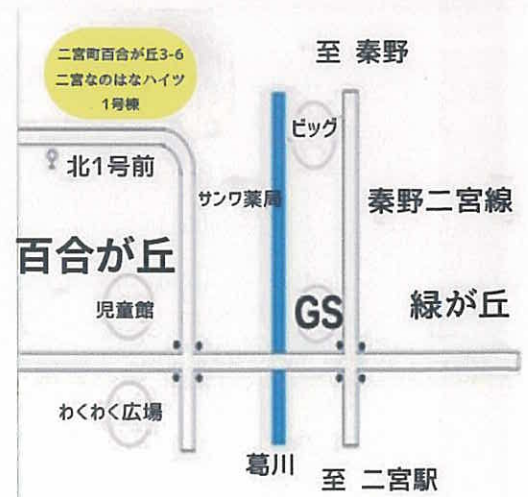 二宮町百合が丘3-6
二宮なのはなハイツ
1号棟
至 秦野
ビッグ
北1号前
サンワ薬局
秦野二宮線
百合が丘
児童館
GS
緑が丘
わくわく広場
葛川
至 二宮駅